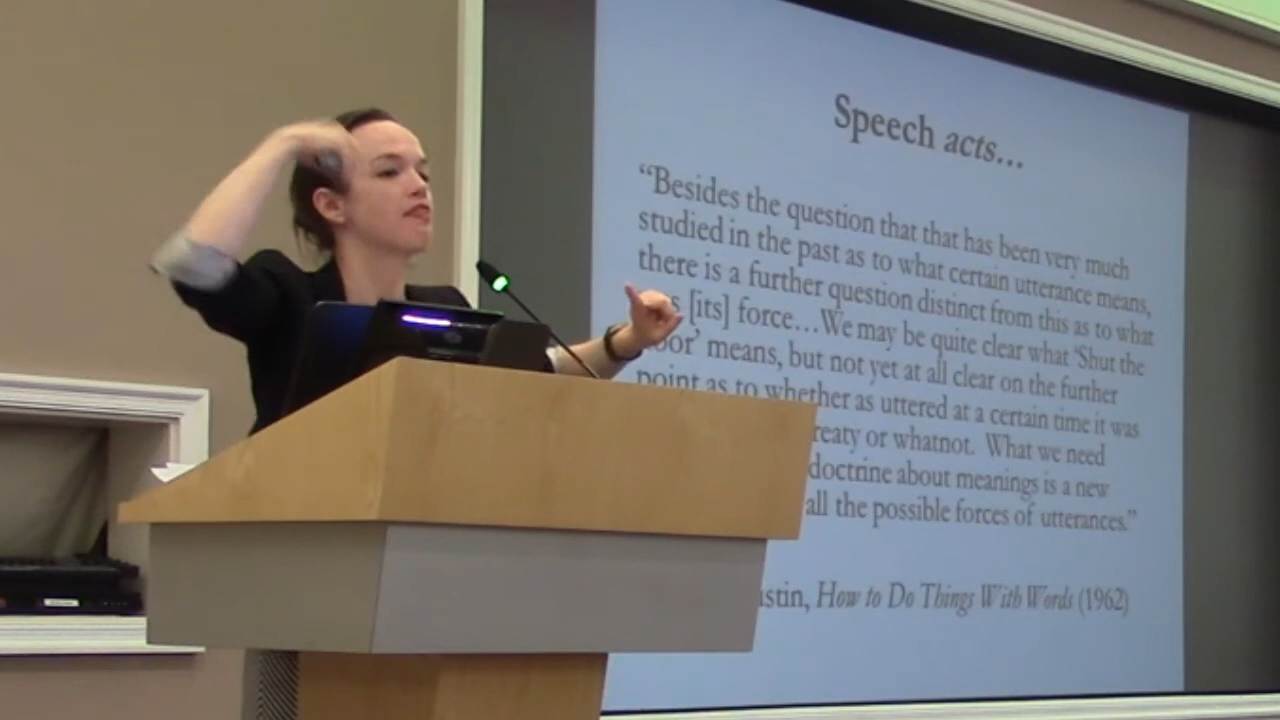 Speech acts...
“Besides the question that that has been very much
studied in the past as to what certain utterance means,
there is a further question distinct from this as to what
[its] force…We may be quite clear what ‘Shut the
means, but not yet at all clear on the further
point as to whether as uttered at a certain time it was
or whatnot. What we need
doctrine about meanings is a new
all the possible forces of utterances.”
How to Do Things With Words (1962)